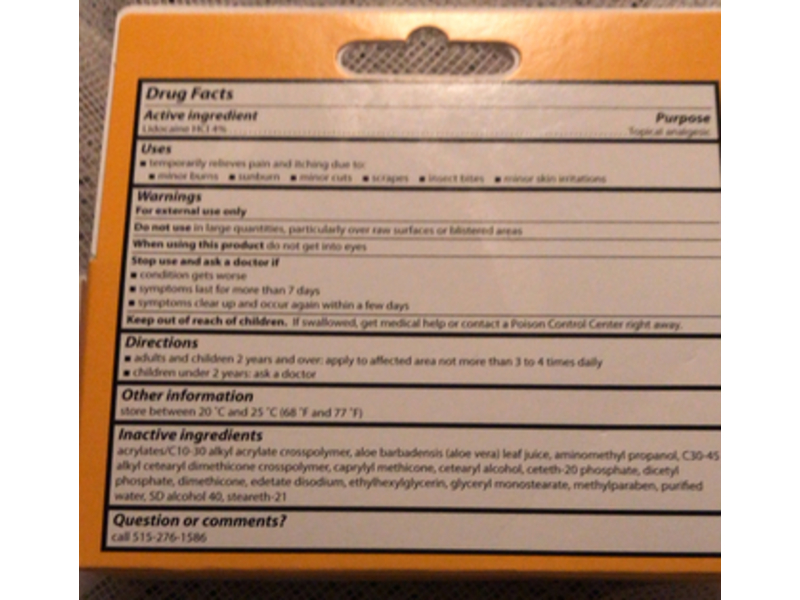 Drug Facts
Active ingredient Purpose
Lidocaine HCl 4% Topical analgesic
Uses
▪ temporarily relieves pain and itching due to:
▪ minor burns ▪ sunburn ▪ minor cuts ▪ scrapes ▪ insect bites ▪ minor skin irritations
Warnings
For external use only
Do not use in large quantities, particularly over raw surfaces or blistered areas
When using this product do not get into eyes
Stop use and ask a doctor if
▪ condition gets worse
▪ symptoms last for more than 7 days
▪ symptoms clear up and occur again within a few days
Keep out of reach of children. If swallowed, get medical help or contact a Poison Control Center right away.
Directions
▪ adults and children 2 years and over: apply to affected area not more than 3 to 4 times daily
▪ children under 2 years: ask a doctor
Other information
store between 20 °C and 25 °C (68 °F and 77 °F)
Inactive ingredients
acrylates/C10-30 alkyl acrylate crosspolymer, aloe barbadensis (aloe vera) leaf juice, aminomethyl propanol, C30-45
alkyl cetearyl dimethicone crosspolymer, caprylyl methicone, cetearyl alcohol, ceteth-20 phosphate, dicetyl
phosphate, dimethicone, edetate disodium, ethylhexylglycerin, glyceryl monostearate, methylparaben, purified
water, SD alcohol 40, steareth-21
Question or comments?
call 515-276-1586